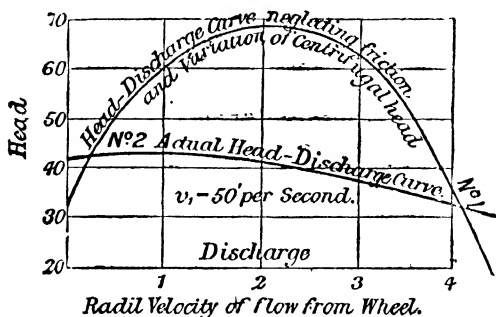 Head-Discharge Curve neglecting friction
and Variation of Centrifugal head
Nº2 Actual Head-Discharge Curve.
Nº1
v,-50' per Second.
Discharge
Head
70
60
50
40
30
20
1
2
3
4
Radil Velocity of flow from Wheel.